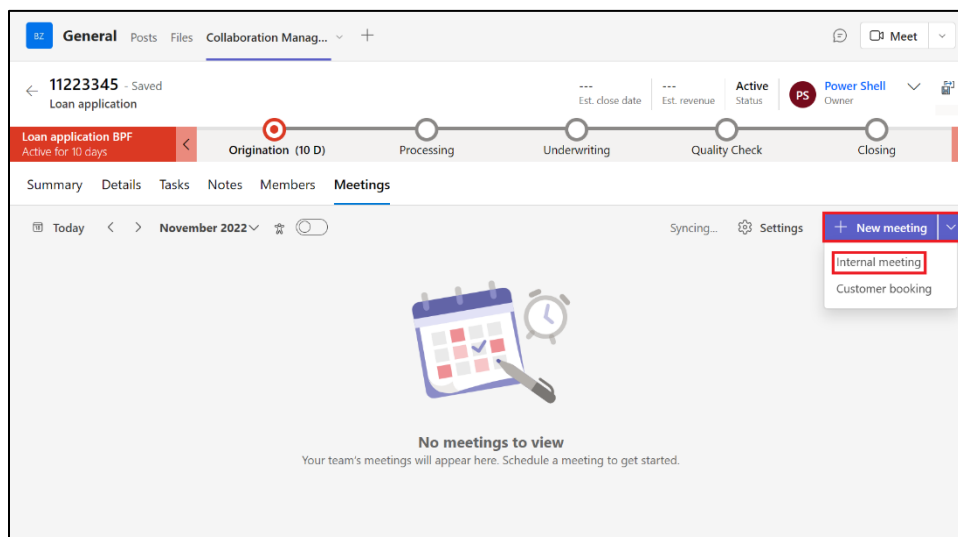 BZ General Posts Files Collaboration Manag... Meet
11223345 - Saved
Loan application
---
Est. close date
---
Est. revenue
Active
Status
PS
Power Shell
Owner
Loan application BPF
Active for 10 days
Origination (10 D) Processing Underwriting Quality Check Closing
Summary Details Tasks Notes Members Meetings
Today November 2022 Syncing... Settings + New meeting
Internal meeting
Customer booking
No meetings to view
Your team's meetings will appear here. Schedule a meeting to get started.